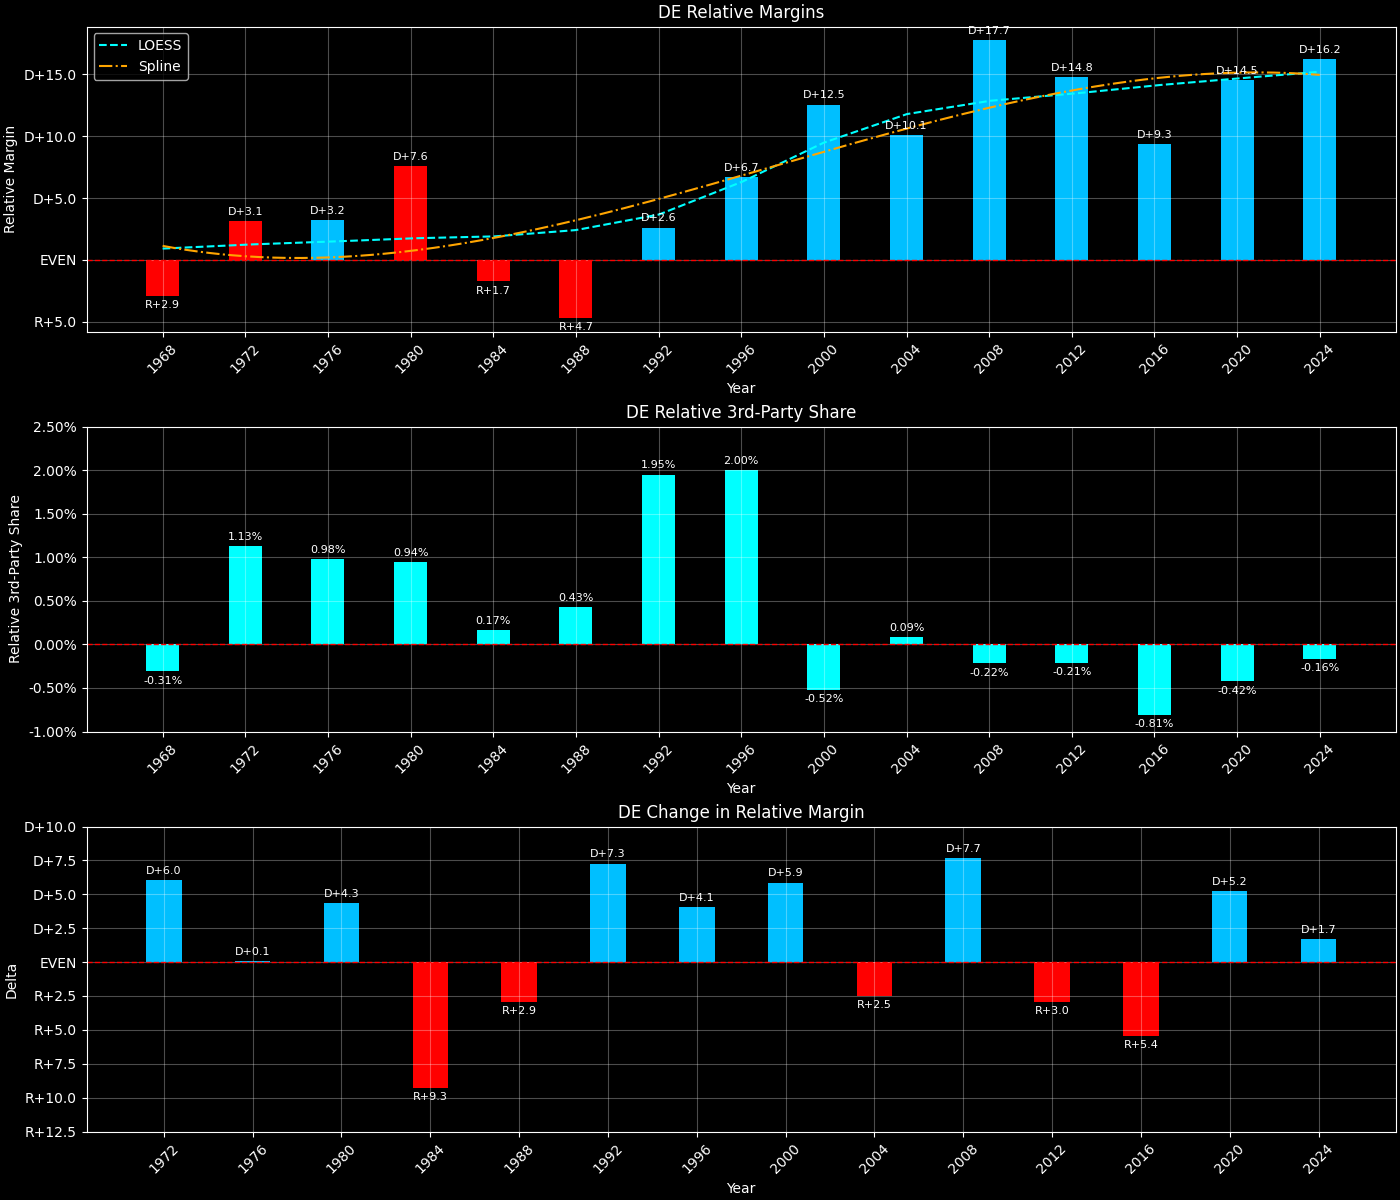 DE Relative Margins
LOESS
Spline
Relative Margin
D+15.0
D+10.0
D+5.0
EVEN
R+5.0
R+2.9
D+3.1
D+3.2
D+7.6
R+1.7
R+4.7
D+2.6
D+6.7
D+12.5
D+10.1
D+17.7
D+14.8
D+9.3
D+14.5
D+16.2
1968 1972 1976 1980 1984 1988 1992 1996 2000 2004 2008 2012 2016 2020 2024
Year
DE Relative 3rd-Party Share
Relative 3rd-Party Share
2.50%
2.00%
1.50%
1.00%
0.50%
0.00%
-0.50%
-1.00%
-0.31%
1.13%
0.98%
0.94%
0.17%
0.43%
1.95%
2.00%
-0.52%
0.09%
-0.22%
-0.21%
-0.81%
-0.42%
-0.16%
1968 1972 1976 1980 1984 1988 1992 1996 2000 2004 2008 2012 2016 2020 2024
Year
DE Change in Relative Margin
Delta
D+10.0
D+7.5
D+5.0
D+2.5
EVEN
R+2.5
R+5.0
R+7.5
R+10.0
R+12.5
D+6.0
D+0.1
D+4.3
R+9.3
R+2.9
D+7.3
D+4.1
D+5.9
R+2.5
D+7.7
R+3.0
R+5.4
D+5.2
D+1.7
1972 1976 1980 1984 1988 1992 1996 2000 2004 2008 2012 2016 2020 2024
Year